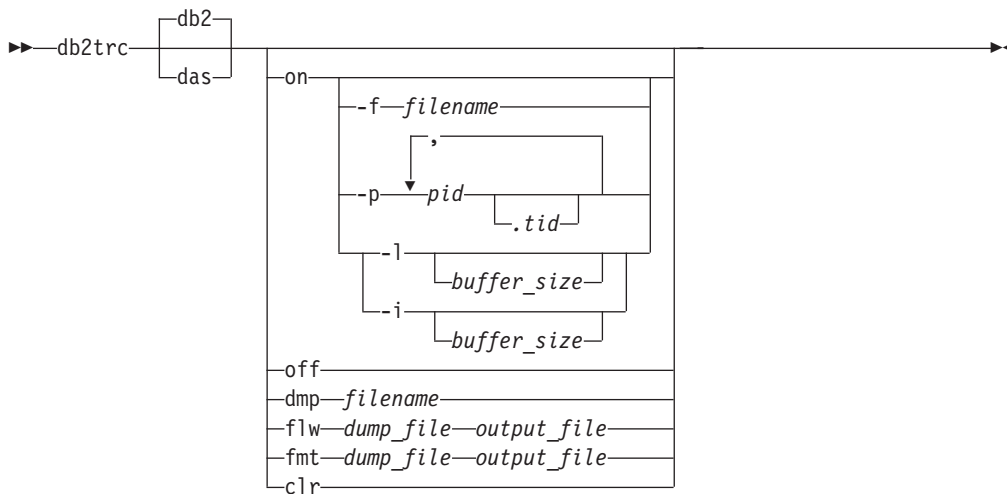 db2
db2trc
das
on
-f filename
,
-p pid
.tid
-l
buffer_size
-i
buffer_size
off
dmp filename
flw dump_file output_file
fmt dump_file output_file
clr